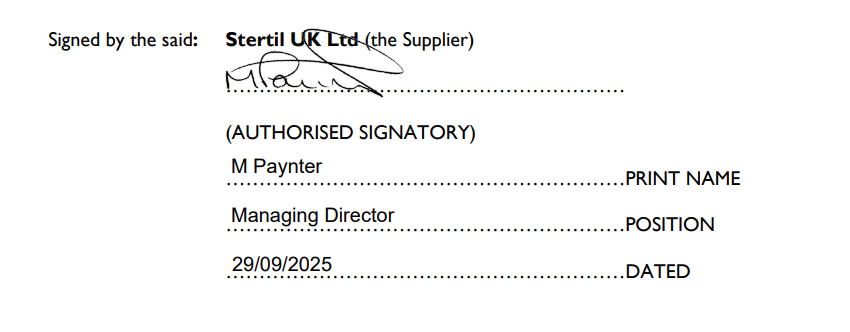 Signed by the said: Stertil UK Ltd (the Supplier)
M Paynter
(AUTHORISED SIGNATORY)
M Paynter
PRINT NAME
Managing Director
POSITION
29/09/2025
DATED